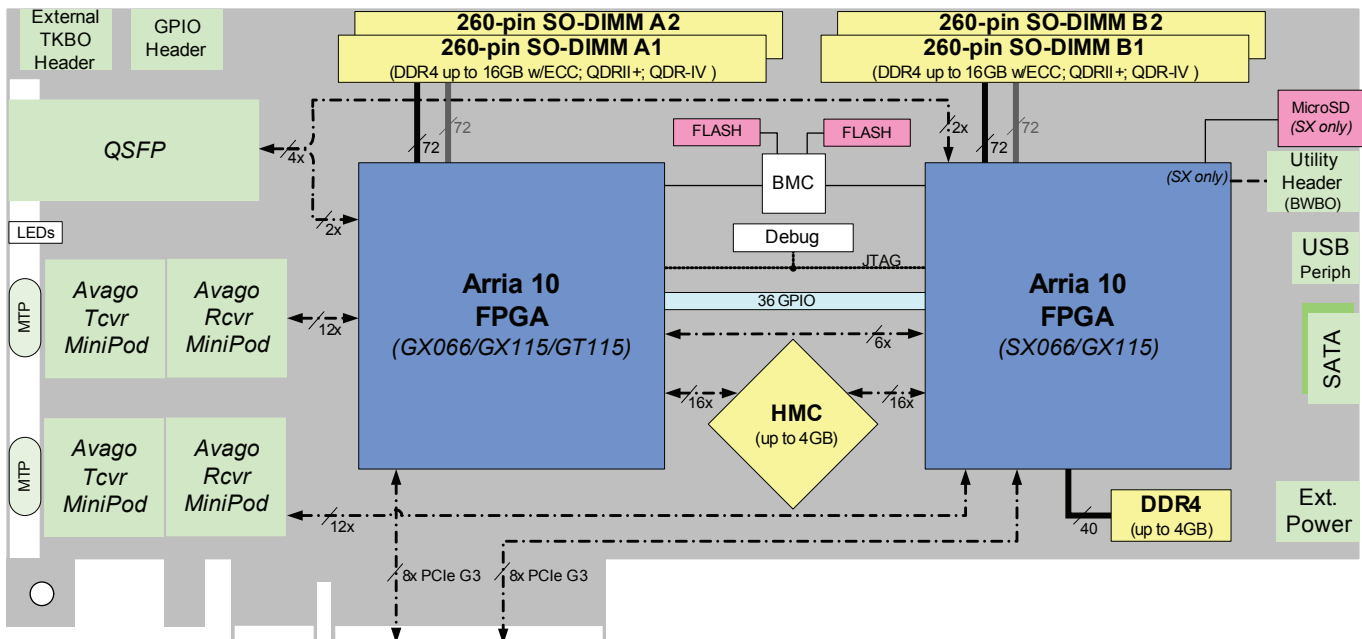 External
TKBO
Header
GPIO
Header
260-pin SO-DIMM A2
260-pin SO-DIMM A1
(DDR4 up to 16GB w/ECC; QDRII+; QDR-IV )
260-pin SO-DIMM B2
260-pin SO-DIMM B1
(DDR4 up to 16GB w/ECC; QDRII+; QDR-IV )
MicroSD
(SX only)
QSFP
4x
72
72
FLASH
FLASH
2x
72
72
BMC
(SX only)
Utility
Header
(BWBO)
LEDs
2x
Debug
JTAG
USB
Periph
MTP
Avago
Tcvr
MiniPod
Avago
Rcvr
MiniPod
12x
Arria 10
FPGA
(GX066/GX115/GT115)
36 GPIO
6x
Arria 10
FPGA
(SX066/GX115)
SATA
16x
HMC
(up to 4GB)
16x
MTP
Avago
Tcvr
MiniPod
Avago
Rcvr
MiniPod
12x
40
DDR4
(up to 4GB)
Ext.
Power
8x PCIe G3
8x PCIe G3